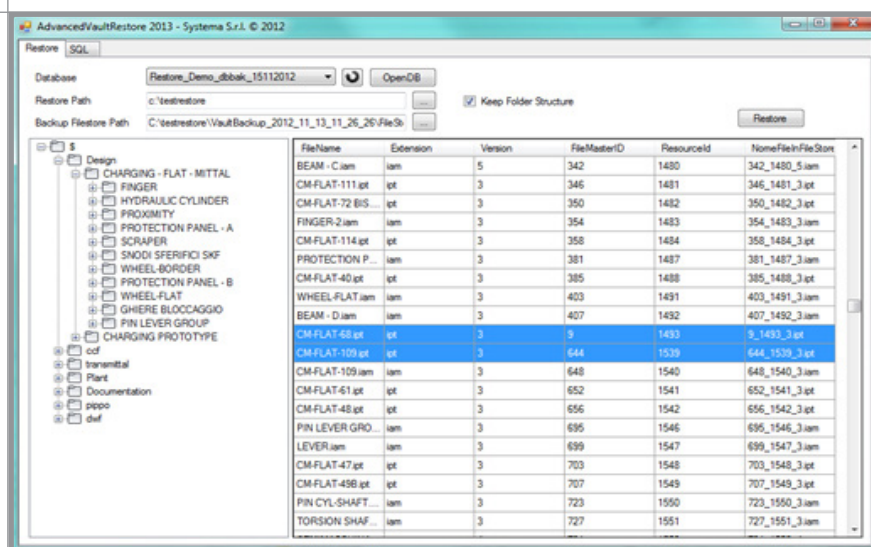 AdvancedVaultRestore 2013 - Systema S.r.l. © 2012
Restore SQL
Database Restore_Demo_dbbak_15112012 OpenDB
Restore Path c:\testrestore ... Keep Folder Structure
Restore
Backup Filestore Path C:\testrestore\VaultBackup_2012_11_13_11_26_26\FileSto ...
$
Design
CHARGING - FLAT - MITTAL
FINGER
HYDRAULIC CYLINDER
PROXIMITY
PROTECTION PANEL - A
SCRAPER
SNODI SFERIFICI SKF
WHEEL-BORDER
PROTECTION PANEL - B
WHEEL-FLAT
GHIERE BLOCCAGGIO
PIN LEVER GROUP
CHARGING PROTOTYPE
ccf
transmittal
Plant
Documentation
pippo
dwf
FileName Extension Version FileMasterID ResourceId NomeFileInFileStore
BEAM - C.iam iam 5 342 1480 342_1480_5.iam
CM-FLAT-111.ipt ipt 3 346 1481 346_1481_3.ipt
CM-FLAT-72 BIS.... ipt 3 350 1482 350_1482_3.ipt
FINGER-2.iam iam 3 354 1483 354_1483_3.iam
CM-FLAT-114.ipt ipt 3 358 1484 358_1484_3.ipt
PROTECTION P... iam 3 381 1487 381_1487_3.iam
CM-FLAT-40.ipt ipt 3 385 1488 385_1488_3.ipt
WHEEL-FLAT.iam iam 3 403 1491 403_1491_3.iam
BEAM - D.iam iam 3 407 1492 407_1492_3.iam
CM-FLAT-68.ipt ipt 3 9 1493 9_1493_3.ipt
CM-FLAT-109.ipt ipt 3 644 1539 644_1539_3.ipt
CM-FLAT-109.iam iam 3 648 1540 648_1540_3.iam
CM-FLAT-61.ipt ipt 3 652 1541 652_1541_3.ipt
CM-FLAT-48.ipt ipt 3 656 1542 656_1542_3.ipt
PIN LEVER GRO... iam 3 695 1546 695_1546_3.iam
LEVER.iam iam 3 699 1547 699_1547_3.iam
CM-FLAT-47.ipt ipt 3 703 1548 703_1548_3.ipt
CM-FLAT-49B.ipt ipt 3 707 1549 707_1549_3.ipt
PIN CYL-SHAFT.... iam 3 723 1550 723_1550_3.iam
TORSION SHAF... iam 3 727 1551 727_1551_3.iam